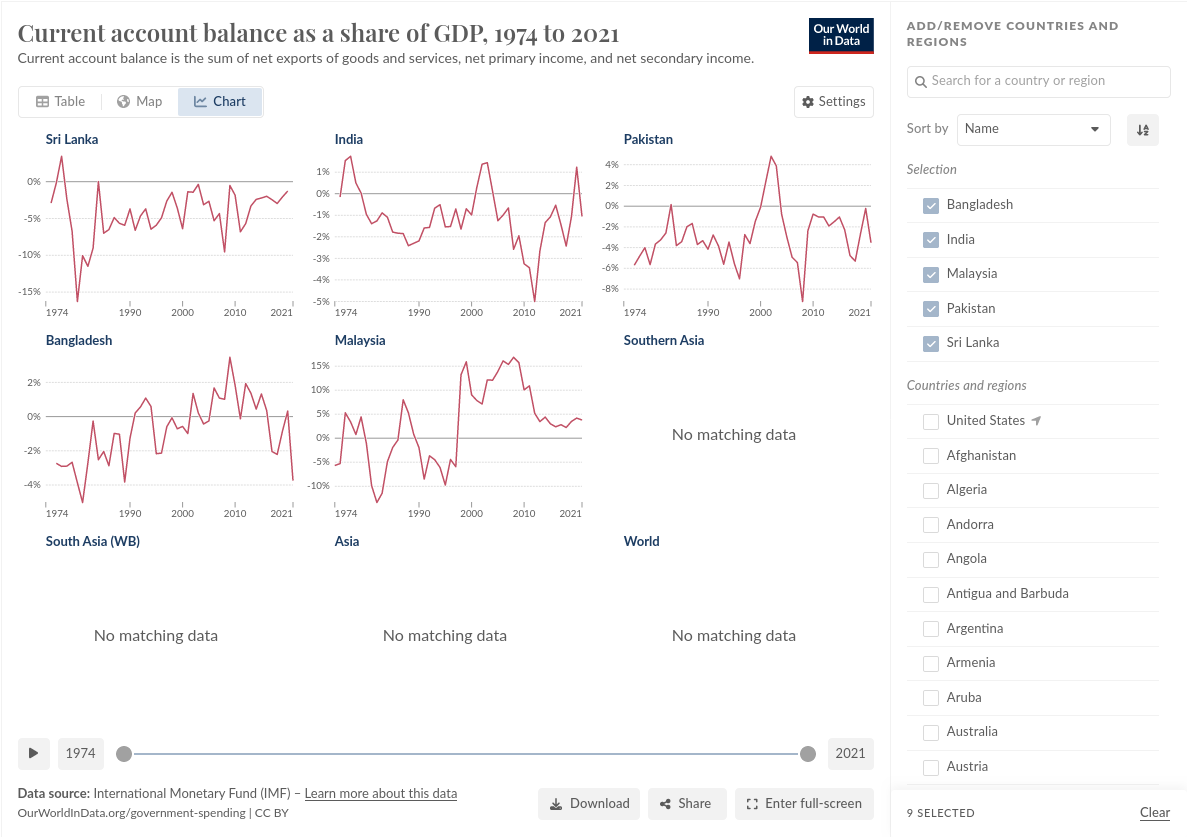 Current account balance as a share of GDP, 1974 to 2021
Current account balance is the sum of net exports of goods and services, net primary income, and net secondary income.
Our World
in Data
Table
Map
Chart
Settings
Sri Lanka
0%
-5%
-10%
-15%
1974
1990
2000
2010
2021
India
1%
0%
-1%
-2%
-3%
-4%
-5%
1974
1990
2000
2010
2021
Pakistan
4%
2%
0%
-2%
-4%
-6%
-8%
1974
1990
2000
2010
2021
Bangladesh
2%
0%
-2%
-4%
1974
1990
2000
2010
2021
Malaysia
15%
10%
5%
0%
-5%
-10%
1974
1990
2000
2010
2021
Southern Asia
No matching data
South Asia (WB)
No matching data
Asia
No matching data
World
No matching data
1974
2021
Data source: International Monetary Fund (IMF) – Learn more about this data
OurWorldInData.org/government-spending | CC BY
Download
Share
Enter full-screen
ADD/REMOVE COUNTRIES AND
REGIONS
Search for a country or region
Sort by
Name
Selection
Bangladesh
India
Malaysia
Pakistan
Sri Lanka
Countries and regions
United States
Afghanistan
Algeria
Andorra
Angola
Antigua and Barbuda
Argentina
Armenia
Aruba
Australia
Austria
9 SELECTED
Clear